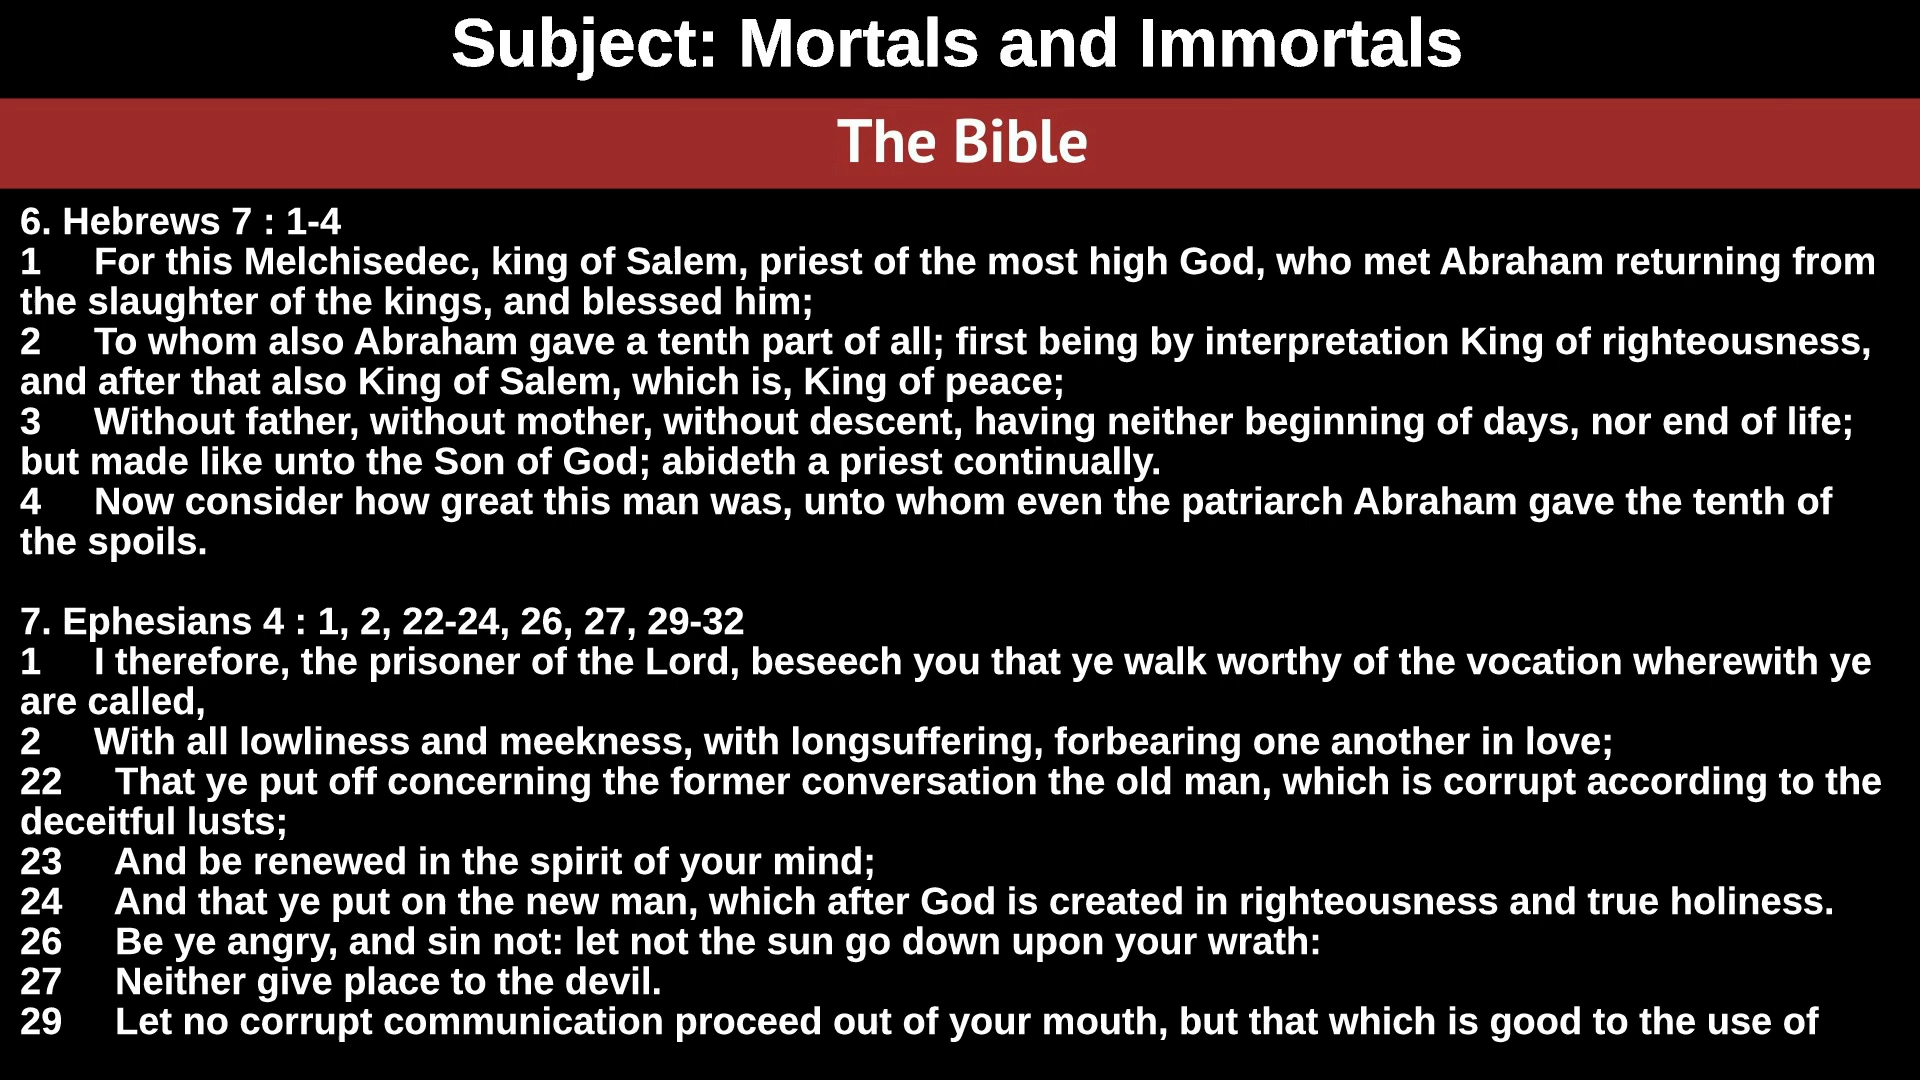 Subject: Mortals and Immortals
The Bible
6. Hebrews 7 : 1-4
1 For this Melchisedec, king of Salem, priest of the most high God, who met Abraham returning from
the slaughter of the kings, and blessed him;
2 To whom also Abraham gave a tenth part of all; first being by interpretation King of righteousness,
and after that also King of Salem, which is, King of peace;
3 Without father, without mother, without descent, having neither beginning of days, nor end of life;
but made like unto the Son of God; abideth a priest continually.
4 Now consider how great this man was, unto whom even the patriarch Abraham gave the tenth of
the spoils.
7. Ephesians 4 : 1, 2, 22-24, 26, 27, 29-32
1 I therefore, the prisoner of the Lord, beseech you that ye walk worthy of the vocation wherewith ye
are called,
2 With all lowliness and meekness, with longsuffering, forbearing one another in love;
22 That ye put off concerning the former conversation the old man, which is corrupt according to the
deceitful lusts;
23 And be renewed in the spirit of your mind;
24 And that ye put on the new man, which after God is created in righteousness and true holiness.
26 Be ye angry, and sin not: let not the sun go down upon your wrath:
27 Neither give place to the devil.
29 Let no corrupt communication proceed out of your mouth, but that which is good to the use of